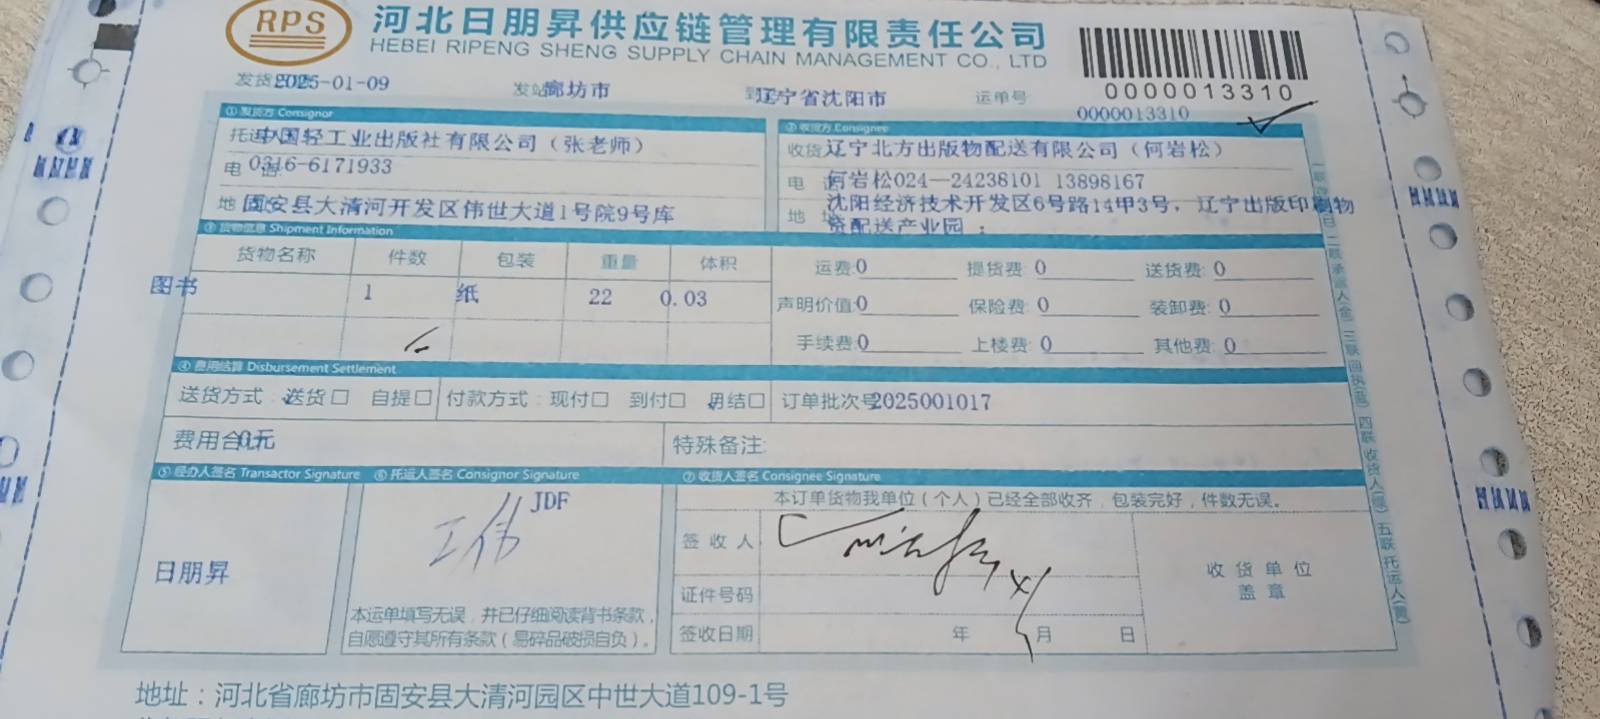 RPS 河北日朋昇供应链管理有限责任公司
HEBEI RIPENG SHENG SUPPLY CHAIN MANAGEMENT CO., LTD
0000013310
发货 2025-01-09 发站 廊坊市 到 辽宁省沈阳市 运单号 0000013310
① 发货方 Consignor
托运 中国轻工业出版社有限公司（张老师）
电 0316-6171933
地 固安县大清河开发区伟世大道1号院9号库
② 收货方 Consignee
收货 辽宁北方出版物配送有限公司（何岩松）
电 何岩松024—24238101 13898167
地 址 沈阳经济技术开发区6号路14甲3号，辽宁出版印刷物
资配送产业园 ；
③ 货物信息 Shipment Information
货物名称 件数 包装 重量 体积
图书 1 纸 22 0.03
运费:0 提货费: 0 送货费: 0
声明价值:0 保险费: 0 装卸费: 0
手续费:0 上楼费: 0 其他费: 0
④ 费用结算 Disbursement Settlement
送货方式：送货□ 自提□ 付款方式：现付□ 到付□ 月结□ 订单批次号 2025001017
费用合 0元 特殊备注:
⑤ 经办人签名 Transactor Signature
日朋昇
⑥ 托运人签名 Consignor Signature
JDF
王伟
本运单填写无误，并已仔细阅读背书条款，
自愿遵守其所有条款（易碎品破损自负）。
⑦ 收货人签名 Consignee Signature
本订单货物我单位（个人）已经全部收齐，包装完好，件数无误。
签收人
证件号码
签收日期 年 月 日
收货单位
盖章
地址：河北省廊坊市固安县大清河园区中世大道109-1号